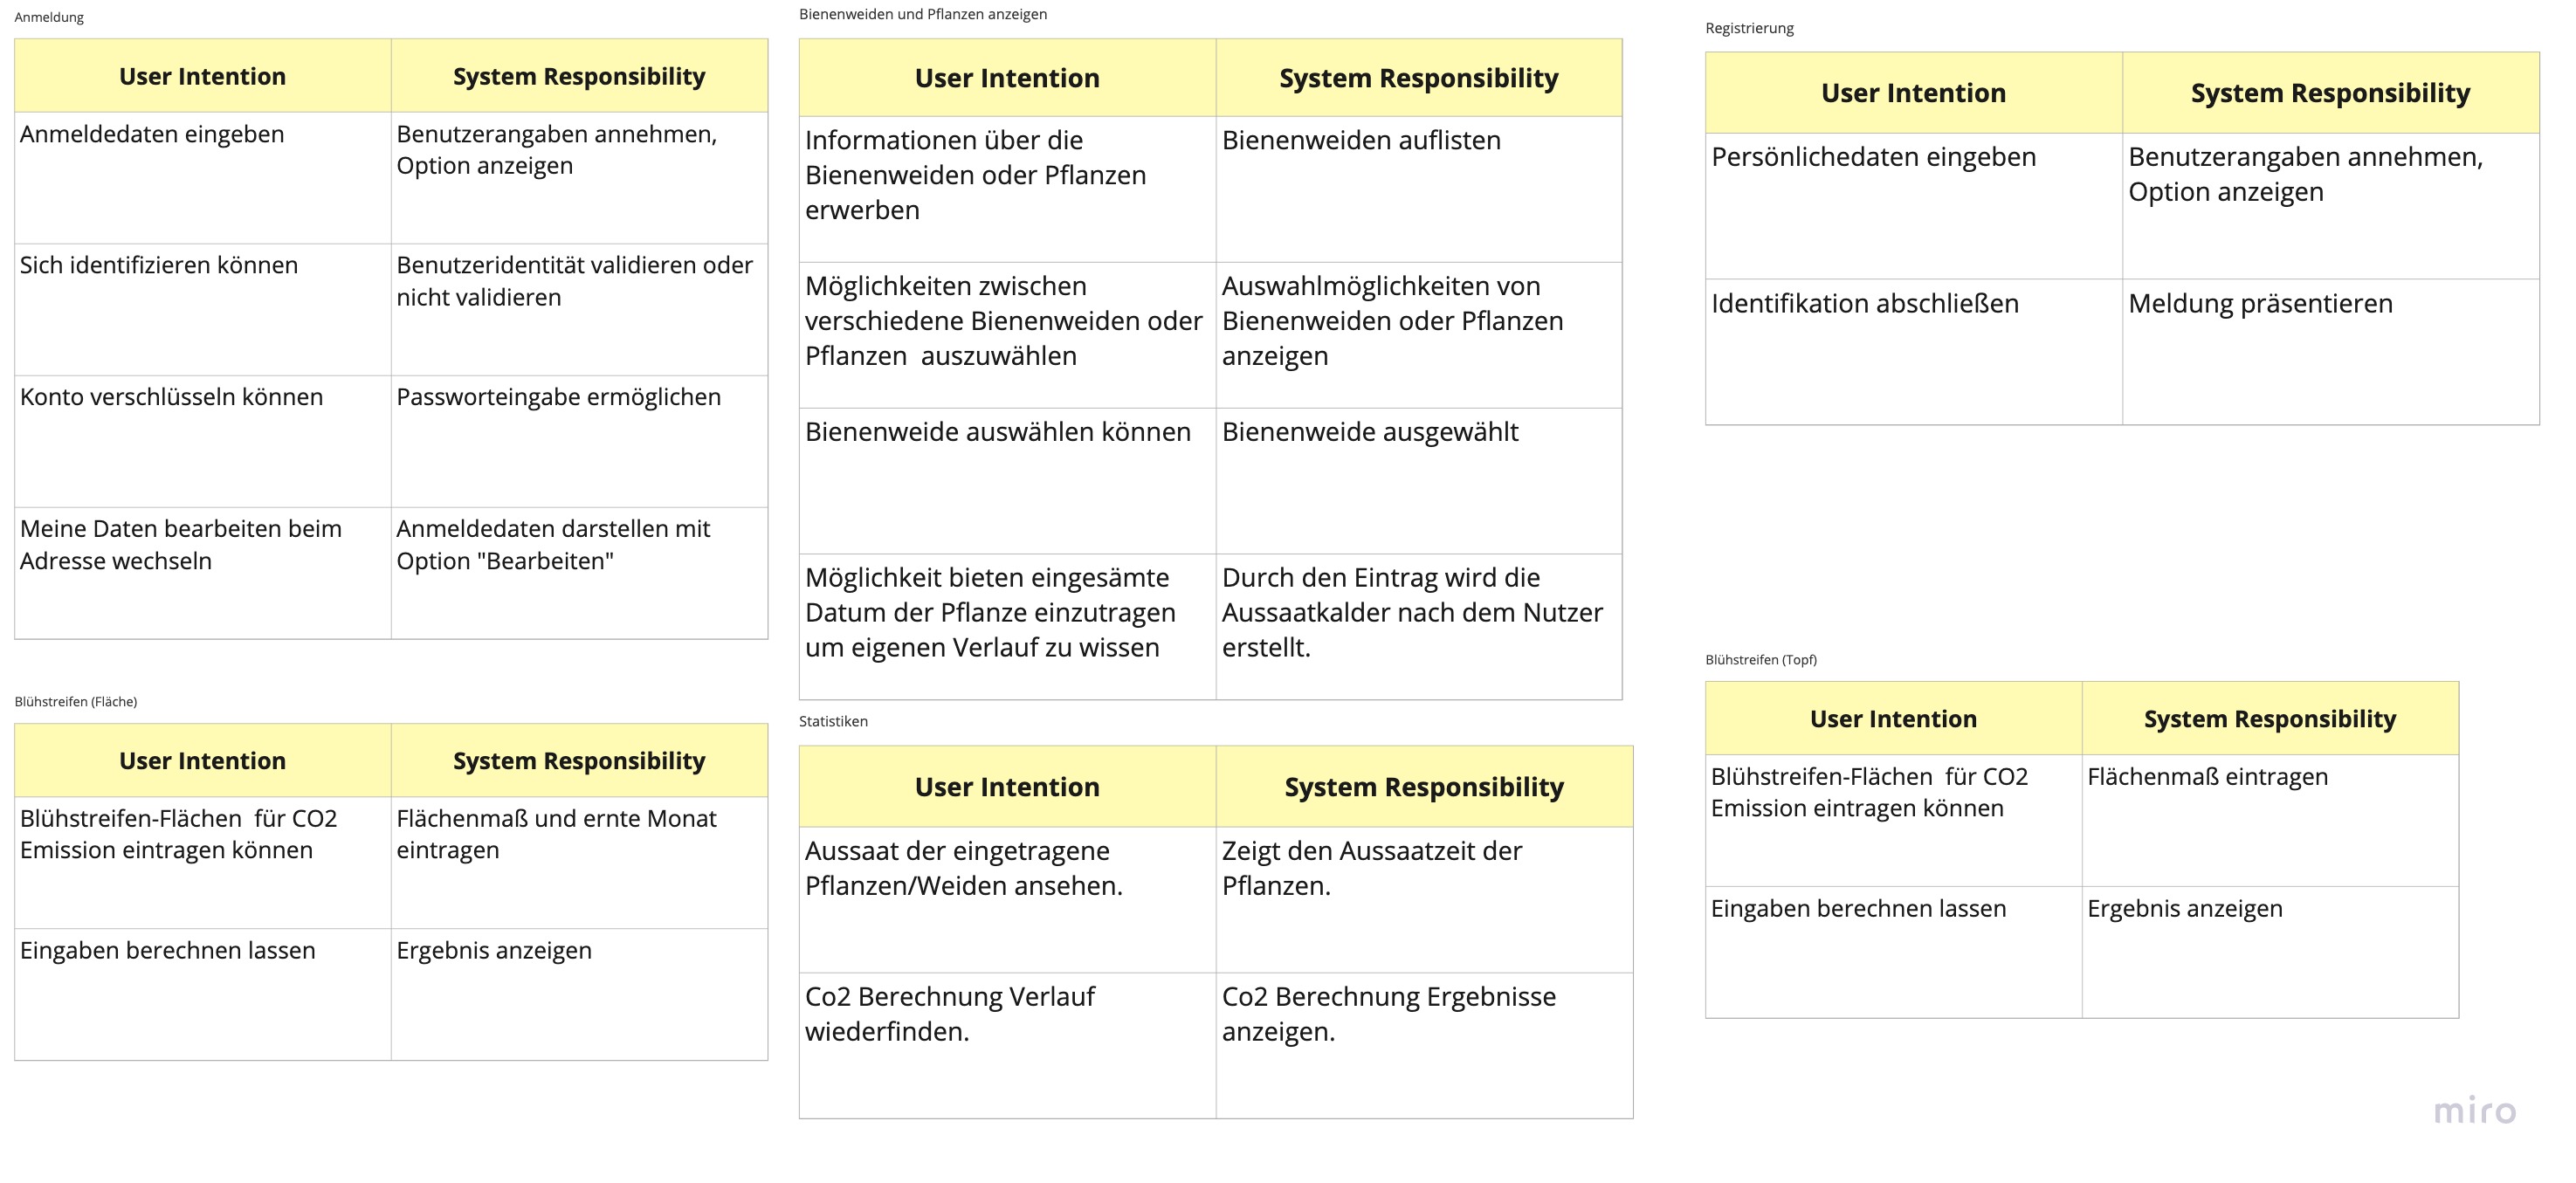 Anmeldung
User Intention
System Responsibility
Anmeldedaten eingeben
Benutzerangaben annehmen,
Option anzeigen
Sich identifizieren können
Benutzeridentität validieren oder
nicht validieren
Konto verschlüsseln können
Passworteingabe ermöglichen
Meine Daten bearbeiten beim
Adresse wechseln
Anmeldedaten darstellen mit
Option "Bearbeiten"
Bienenweiden und Pflanzen anzeigen
User Intention
System Responsibility
Informationen über die
Bienenweiden oder Pflanzen
erwerben
Bienenweiden auflisten
Möglichkeiten zwischen
verschiedene Bienenweiden oder
Pflanzen  auszuwählen
Auswahlmöglichkeiten von
Bienenweiden oder Pflanzen
anzeigen
Bienenweide auswählen können
Bienenweide ausgewählt
Möglichkeit bieten eingesämte
Datum der Pflanze einzutragen
um eigenen Verlauf zu wissen
Durch den Eintrag wird die
Aussaatkalder nach dem Nutzer
erstellt.
Registrierung
User Intention
System Responsibility
Persönlichedaten eingeben
Benutzerangaben annehmen,
Option anzeigen
Identifikation abschließen
Meldung präsentieren
Blühstreifen (Fläche)
User Intention
System Responsibility
Blühstreifen-Flächen  für CO2
Emission eintragen können
Flächenmaß und ernte Monat
eintragen
Eingaben berechnen lassen
Ergebnis anzeigen
Statistiken
User Intention
System Responsibility
Aussaat der eingetragene
Pflanzen/Weiden ansehen.
Zeigt den Aussaatzeit der
Pflanzen.
Co2 Berechnung Verlauf
wiederfinden.
Co2 Berechnung Ergebnisse
anzeigen.
Blühstreifen (Topf)
User Intention
System Responsibility
Blühstreifen-Flächen  für CO2
Emission eintragen können
Flächenmaß eintragen
Eingaben berechnen lassen
Ergebnis anzeigen
miro